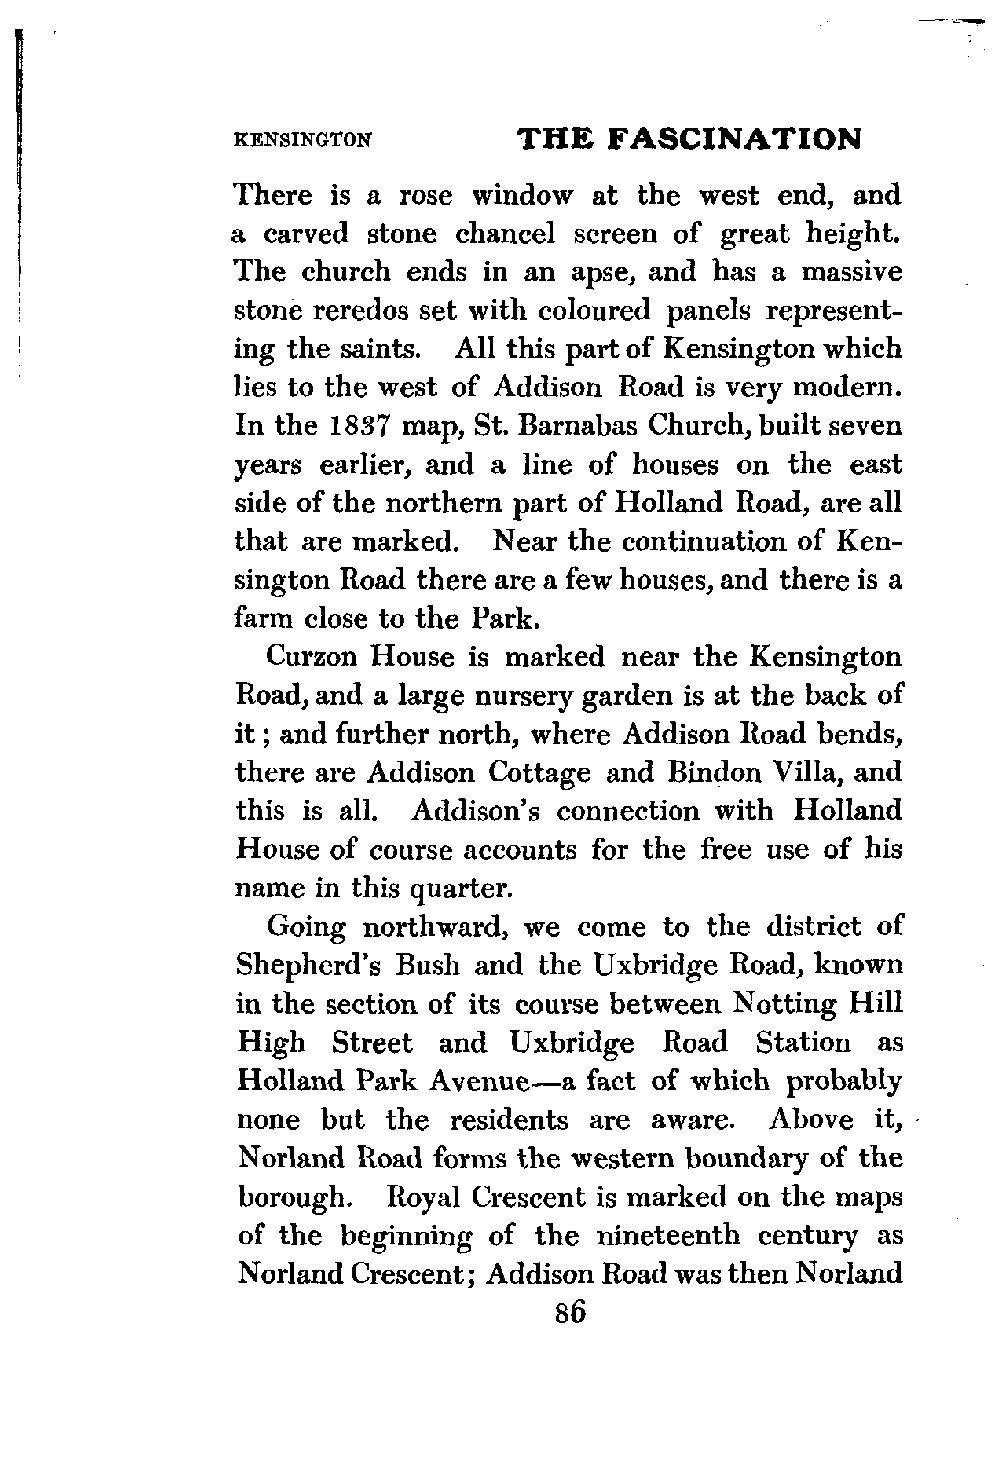 KENSINGTON THE FASCINATION
There is a rose window at the west end, and
a carved stone chancel screen of great height.
The church ends in an apse, and has a massive
stone reredos set with coloured panels represent-
ing the saints. All this part of Kensington which
lies to the west of Addison Road is very modern.
In the 1837 map, St. Barnabas Church, built seven
years earlier, and a line of houses on the east
side of the northern part of Holland Road, are all
that are marked. Near the continuation of Ken-
sington Road there are a few houses, and there is a
farm close to the Park.
Curzon House is marked near the Kensington
Road, and a large nursery garden is at the back of
it; and further north, where Addison Road bends,
there are Addison Cottage and Bindon Villa, and
this is all. Addison's connection with Holland
House of course accounts for the free use of his
name in this quarter.
Going northward, we come to the district of
Shepherd's Bush and the Uxbridge Road, known
in the section of its course between Notting Hill
High Street and Uxbridge Road Station as
Holland Park Avenue—a fact of which probably
none but the residents are aware. Above it,
Norland Road forms the western boundary of the
borough. Royal Crescent is marked on the maps
of the beginning of the nineteenth century as
Norland Crescent; Addison Road was then Norland
86